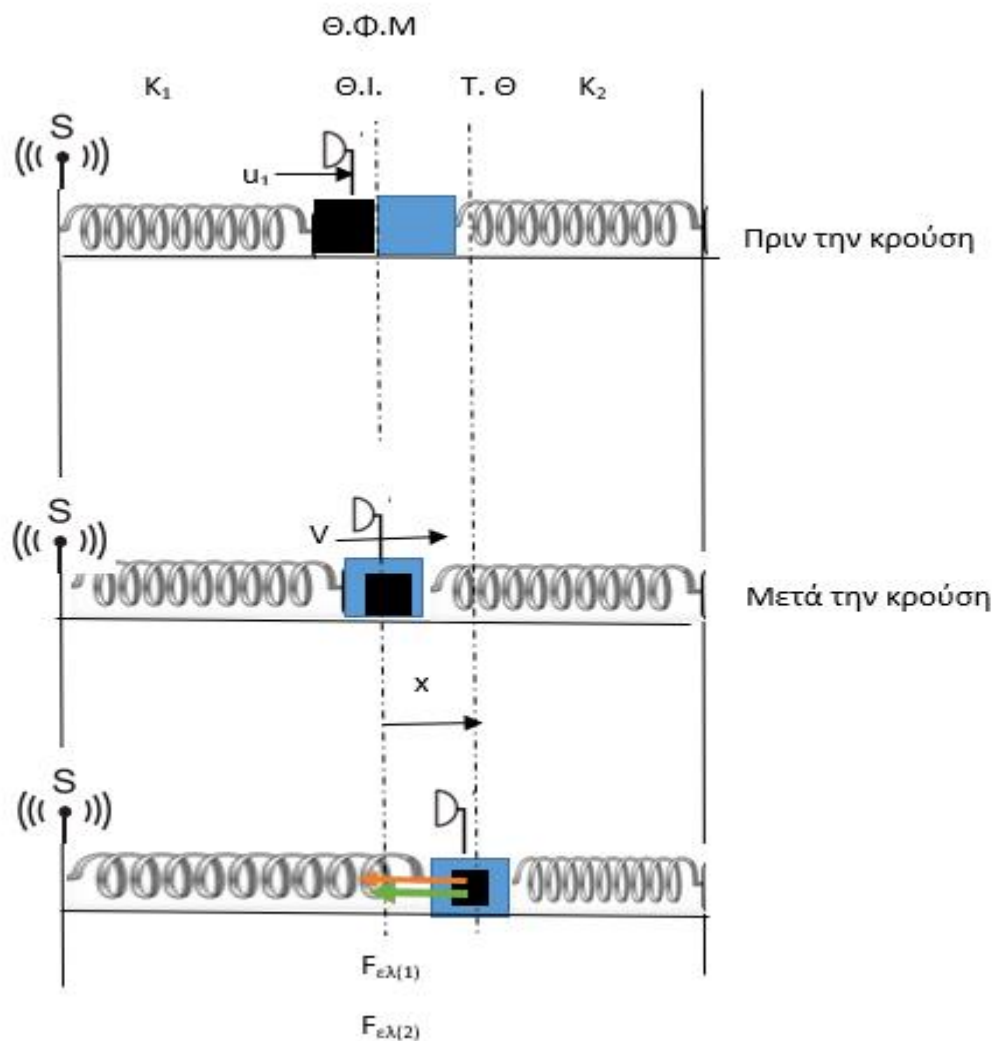 Θ.Φ.Μ
Κ₁ Θ.Ι. Τ. Θ Κ₂
S
u₁
Πριν την κρούση
S
V
Μετά την κρούση
x
S
Fελ(1)
Fελ(2)